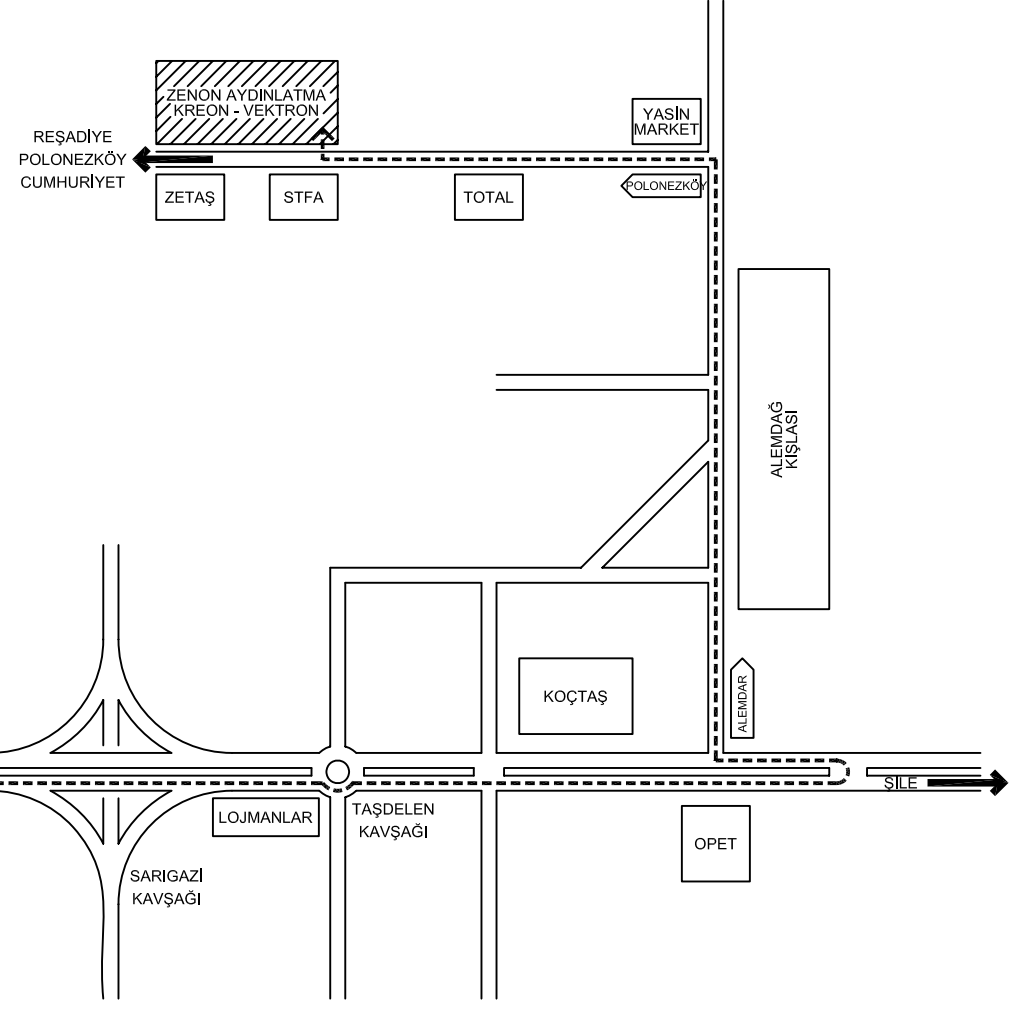 ZENON AYDINLATMA
KREON - VEKTRON
YASİN
MARKET
REŞADİYE
POLONEZKÖY
CUMHURİYET
ZETAŞ
STFA
TOTAL
POLONEZKÖY
ALEMDAĞ
KIŞLASI
KOÇTAŞ
ALEMDAR
ŞİLE
LOJMANLAR
TAŞDELEN
KAVŞAĞI
OPET
SARIGAZİ
KAVŞAĞI